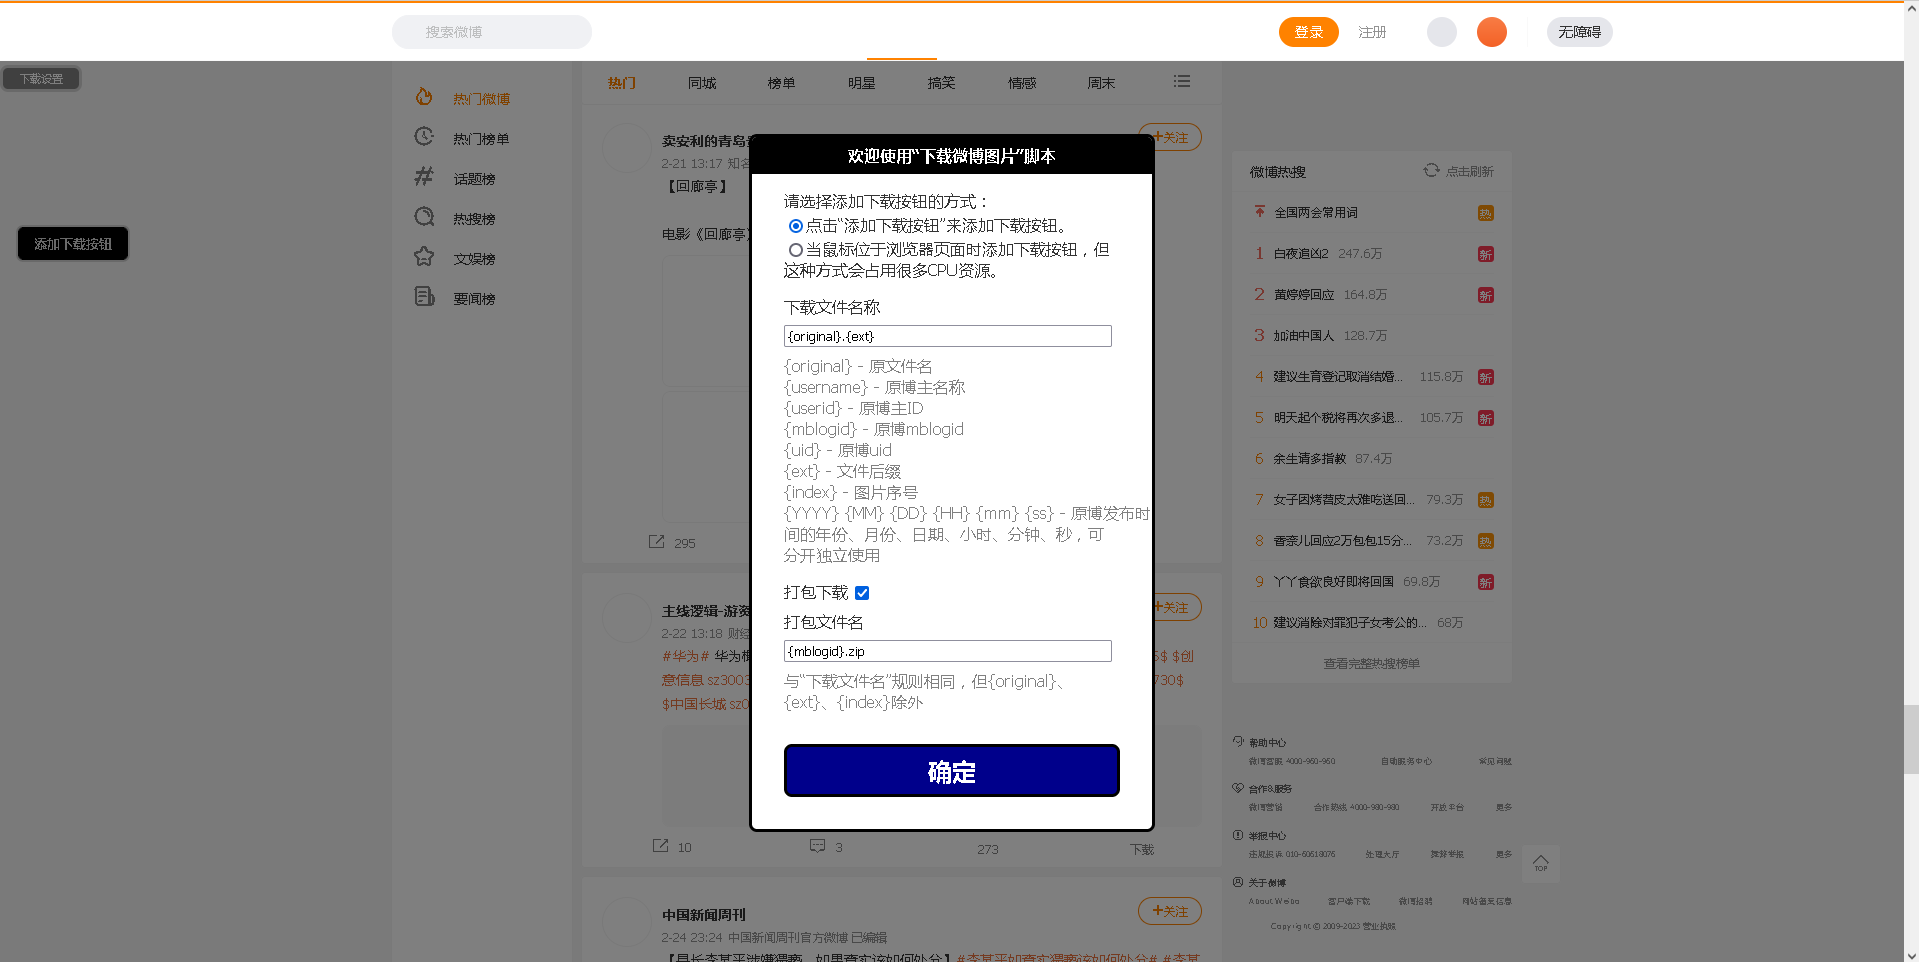 搜索微博
登录
注册
无障碍
下载设置
添加下载按钮
热门微博
热门榜单
话题榜
热搜榜
文娱榜
要闻榜
热门 同城 榜单 明星 搞笑 情感 周末
卖安利的青岛
+关注
2-21 13:17 知名
【回廊亭】
电影《回廊亭》
295
主线逻辑-游资
+关注
2-22 13:18 财经
#华为# 华为
5$ $创
意信息 sz3003
730$
$中国长城 sz0
10 3 273 下载
中国新闻周刊
+关注
2-24 23:24 中国新闻周刊官方微博 已编辑
欢迎使用“下载微博图片”脚本
请选择添加下载按钮的方式：
点击“添加下载按钮”来添加下载按钮。
当鼠标位于浏览器页面时添加下载按钮，但
这种方式会占用很多CPU资源。
下载文件名称
{original}.{ext}
{original} - 原文件名
{username} - 原博主名称
{userid} - 原博主ID
{mblogid} - 原博mblogid
{uid} - 原博uid
{ext} - 文件后缀
{index} - 图片序号
{YYYY} {MM} {DD} {HH} {mm} {ss} - 原博发布时
间的年份、月份、日期、小时、分钟、秒，可
分开独立使用
打包下载
打包文件名
{mblogid}.zip
与“下载文件名”规则相同，但{original}、
{ext}、{index}除外
确定
微博热搜 点击刷新
全国两会常用词 热
1 白夜追凶2 247.6万 新
2 黄婷婷回应 164.8万 新
3 加油中国人 128.7万
4 建议生育登记取消结婚... 115.8万 新
5 明天起个税将再次多退... 105.7万 新
6 余生请多指教 87.4万
7 女子因烤苕皮太难吃送回... 79.3万 热
8 香奈儿回应2万包包15分... 73.2万 热
9 丫丫食欲良好即将回国 69.8万 新
10 建议消除对罪犯子女考公的... 68万
查看完整热搜榜单
帮助中心
微博客服 4000-960-960 自助服务中心 常见问题
合作&服务
微博营销 合作热线 4000-980-980 开放平台 更多
举报中心
违规投诉 010-60618076 处理大厅 更多
关于微博
About Weibo 客户端下载 微博招聘 网站备案信息
Copyright © 2009-2023 营业执照
TOP